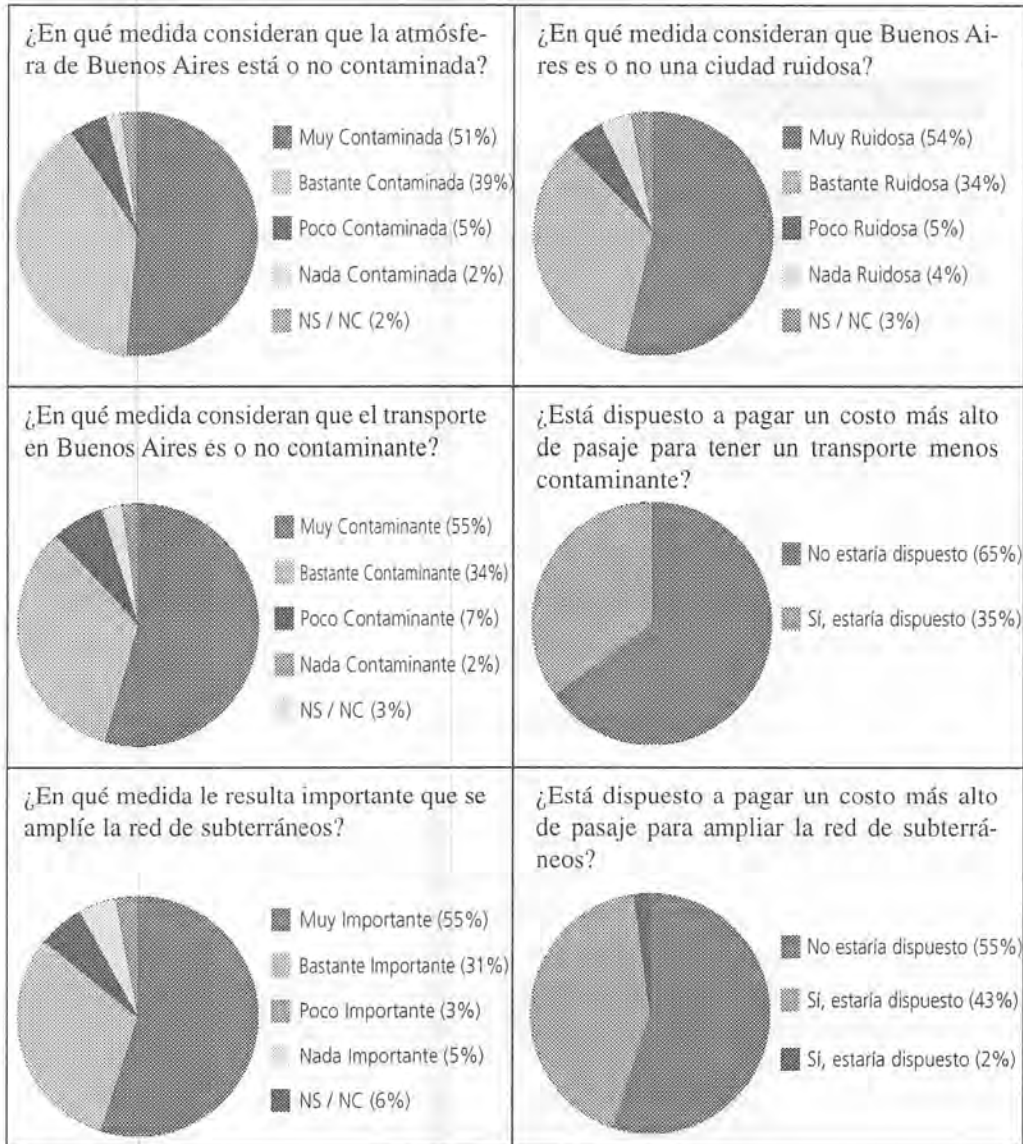 ¿En qué medida consideran que la atmósfe-
ra de Buenos Aires está o no contaminada?
Muy Contaminada (51%)
Bastante Contaminada (39%)
Poco Contaminada (5%)
Nada Contaminada (2%)
NS / NC (2%)
¿En qué medida consideran que Buenos Ai-
res es o no una ciudad ruidosa?
Muy Ruidosa (54%)
Bastante Ruidosa (34%)
Poco Ruidosa (5%)
Nada Ruidosa (4%)
NS / NC (3%)
¿En qué medida consideran que el transporte
en Buenos Aires es o no contaminante?
Muy Contaminante (55%)
Bastante Contaminante (34%)
Poco Contaminante (7%)
Nada Contaminante (2%)
NS / NC (3%)
¿Está dispuesto a pagar un costo más alto
de pasaje para tener un transporte menos
contaminante?
No estaría dispuesto (65%)
Sí, estaría dispuesto (35%)
¿En qué medida le resulta importante que se
amplíe la red de subterráneos?
Muy Importante (55%)
Bastante Importante (31%)
Poco Importante (3%)
Nada Importante (5%)
NS / NC (6%)
¿Está dispuesto a pagar un costo más alto
de pasaje para ampliar la red de subterrá-
neos?
No estaría dispuesto (55%)
Sí, estaría dispuesto (43%)
Sí, estaría dispuesto (2%)